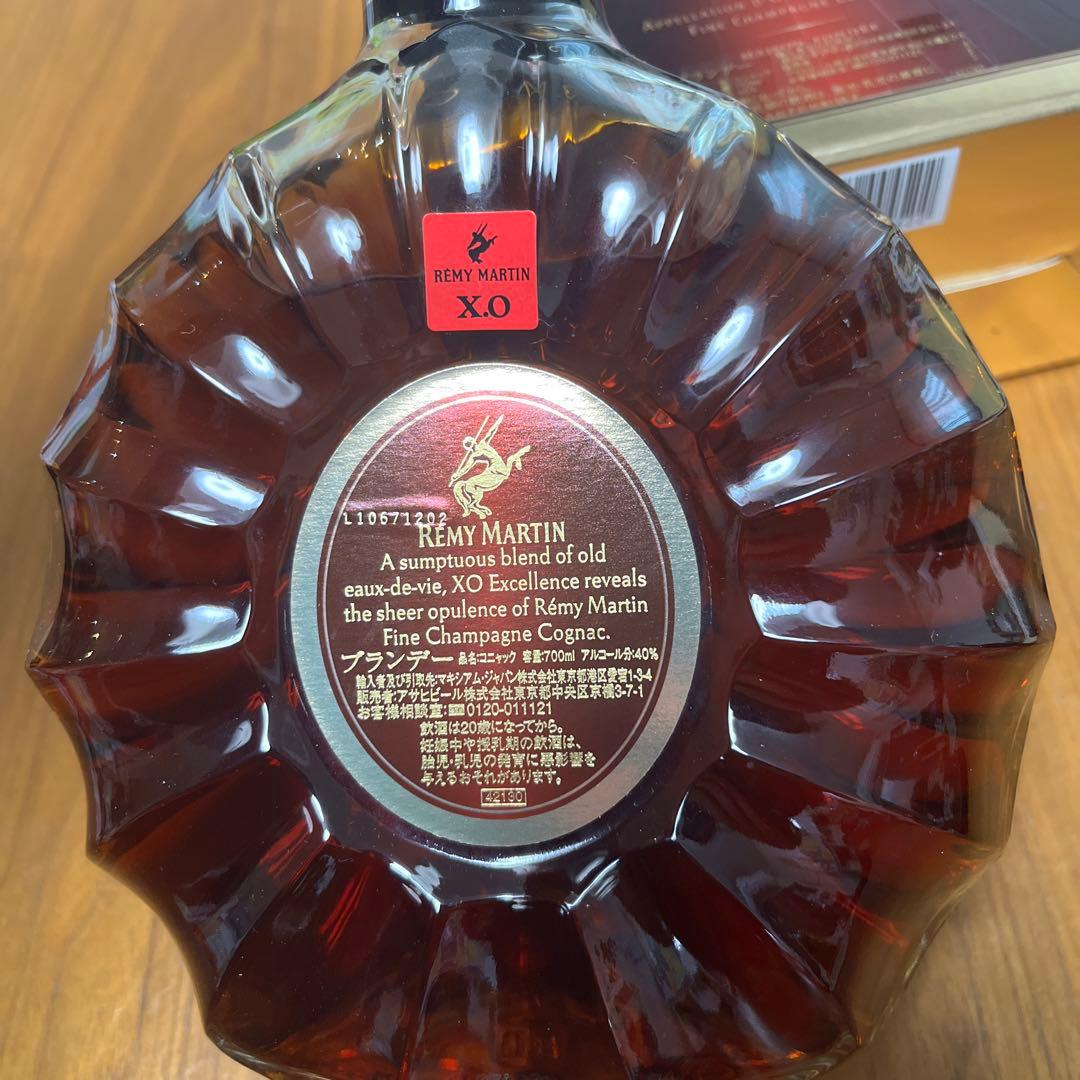 APPELLATION
FINE CHAMPAGNE
RÉMY MARTIN
X.O
L10671202
RÉMY MARTIN
A sumptuous blend of old
eaux-de-vie, XO Excellence reveals
the sheer opulence of Rémy Martin
Fine Champagne Cognac.
ブランデー 品名:コニャック 容量:700ml アルコール分:40%
輸入者及び引取先:マキシアム・ジャパン株式会社東京都港区愛宕1-3-4
販売者:アサヒビール株式会社東京都中央区京橋3-7-1
お客様相談室:0120-011121
飲酒は20歳になってから。
妊娠中や授乳期の飲酒は、
胎児・乳児の発育に悪影響を
与えるおそれがあります。
42130